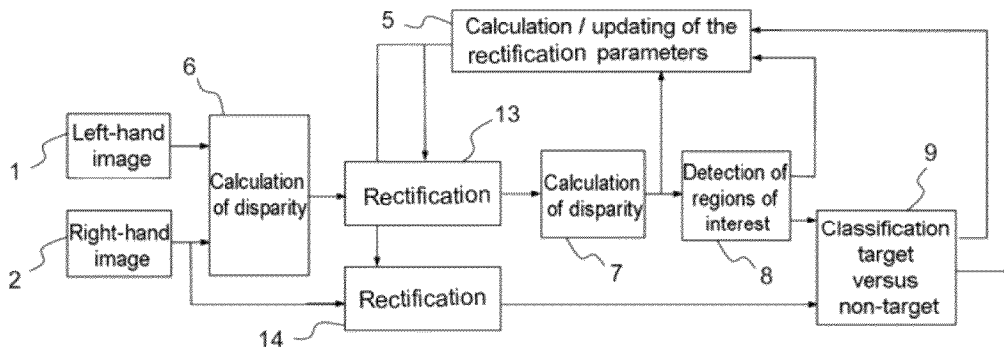 5
Calculation / updating of the
rectification parameters
6
13
9
Left-hand
image
1
Calculation
of disparity
Rectification
Calculation
of disparity
7
Detection of
regions of
interest
8
Right-hand
image
2
Rectification
14
Classification
target
versus
non-target